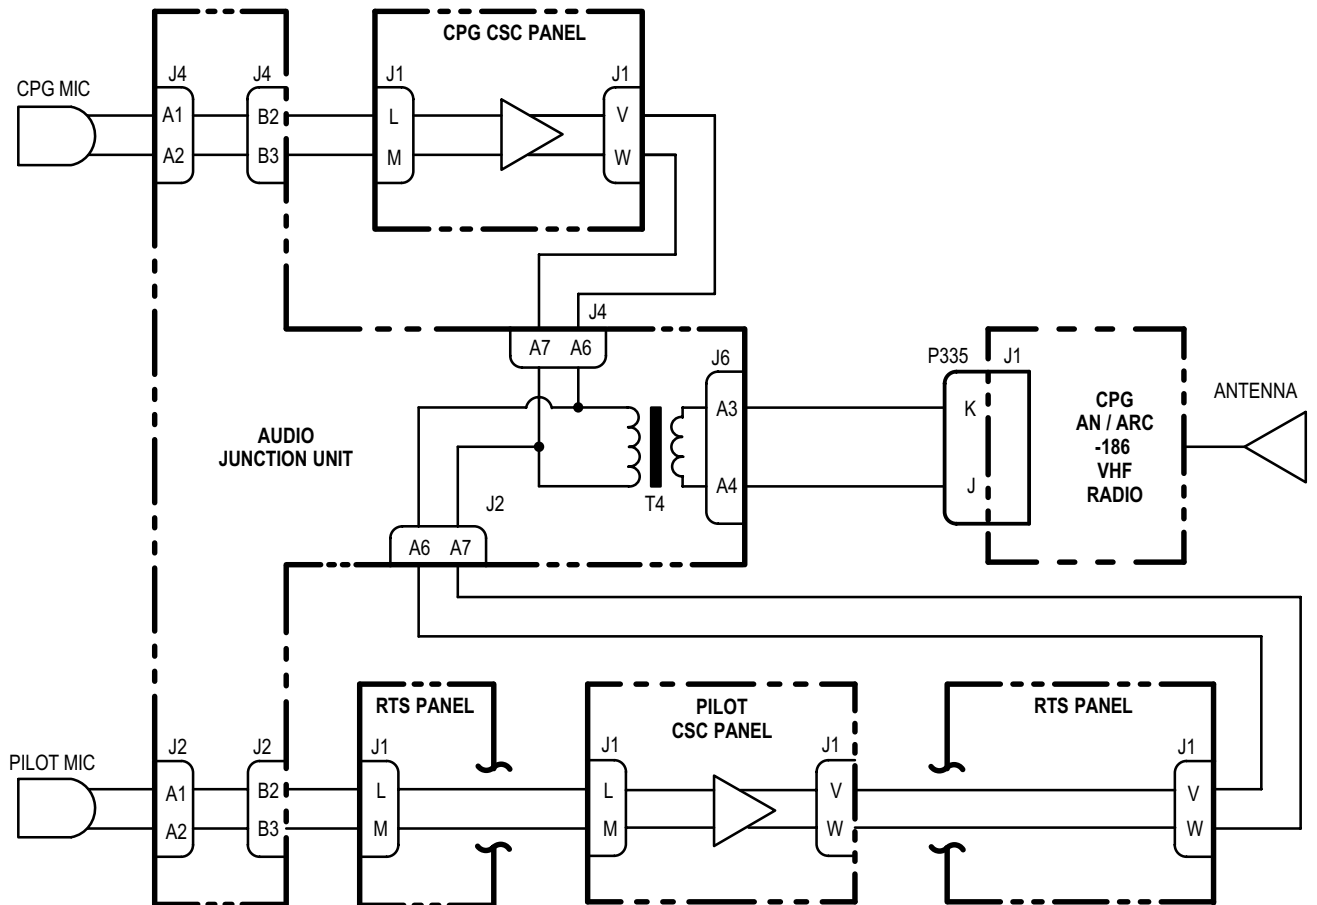 CPG CSC PANEL
CPG MIC
J4
J4
J1
J1
A1
B2
L
V
A2
B3
M
W
J4
A7 A6
J6
P335
J1
A3
K
CPG
AN / ARC
-186
VHF
RADIO
ANTENNA
AUDIO
JUNCTION UNIT
A4
J
T4
J2
A6 A7
RTS PANEL
PILOT
CSC PANEL
RTS PANEL
PILOT MIC
J2
J2
J1
J1
J1
J1
A1
B2
L
L
V
V
A2
B3
M
M
W
W